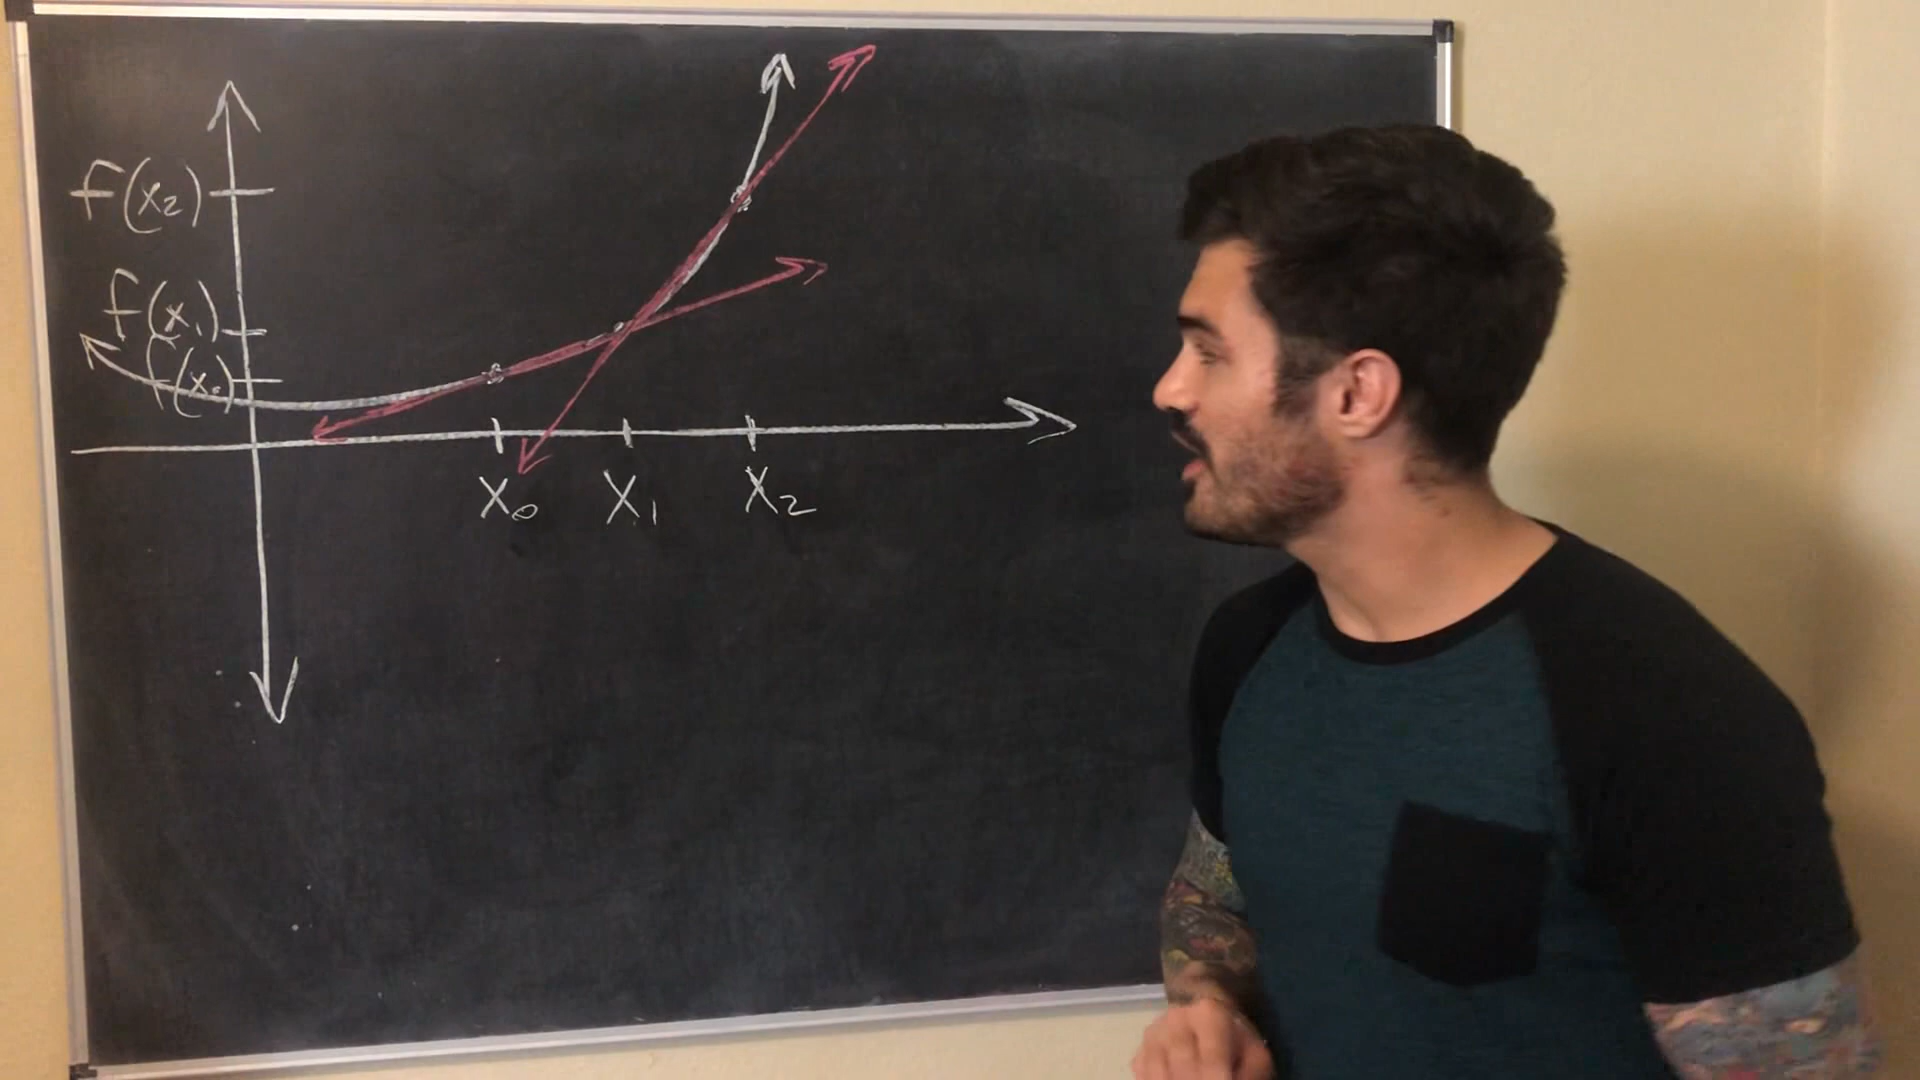 f(x₂)
f(x₁)
f(x₀)
x₀ x₁ x₂